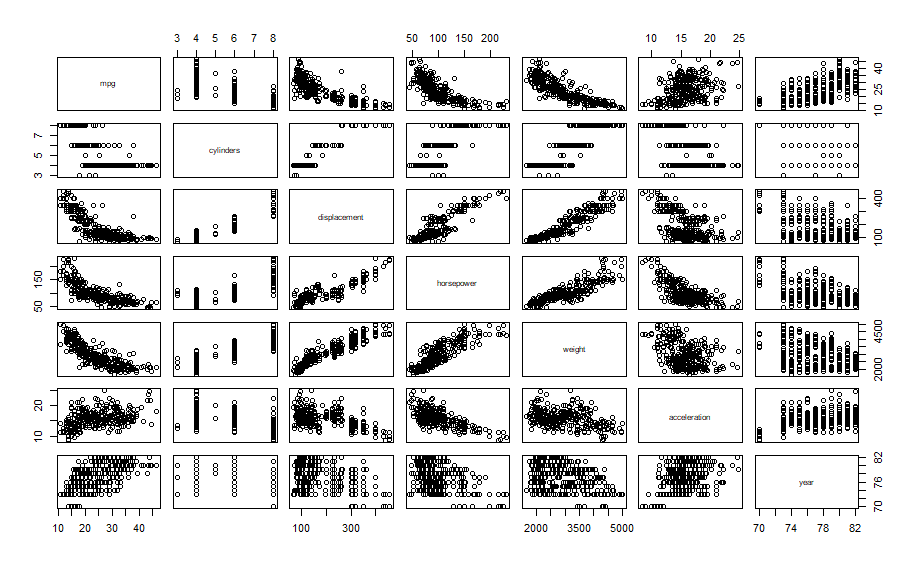 3 4 5 6 7 8
50 100 200
10 15 20 25
mpg
10 25 40
3 5 7
cylinders
displacement
100 400
50 150
horsepower
weight
2000 4500
10 20
acceleration
year
70 76 82
10 20 30 40
100 300
2000 3500 5000
70 74 78 82